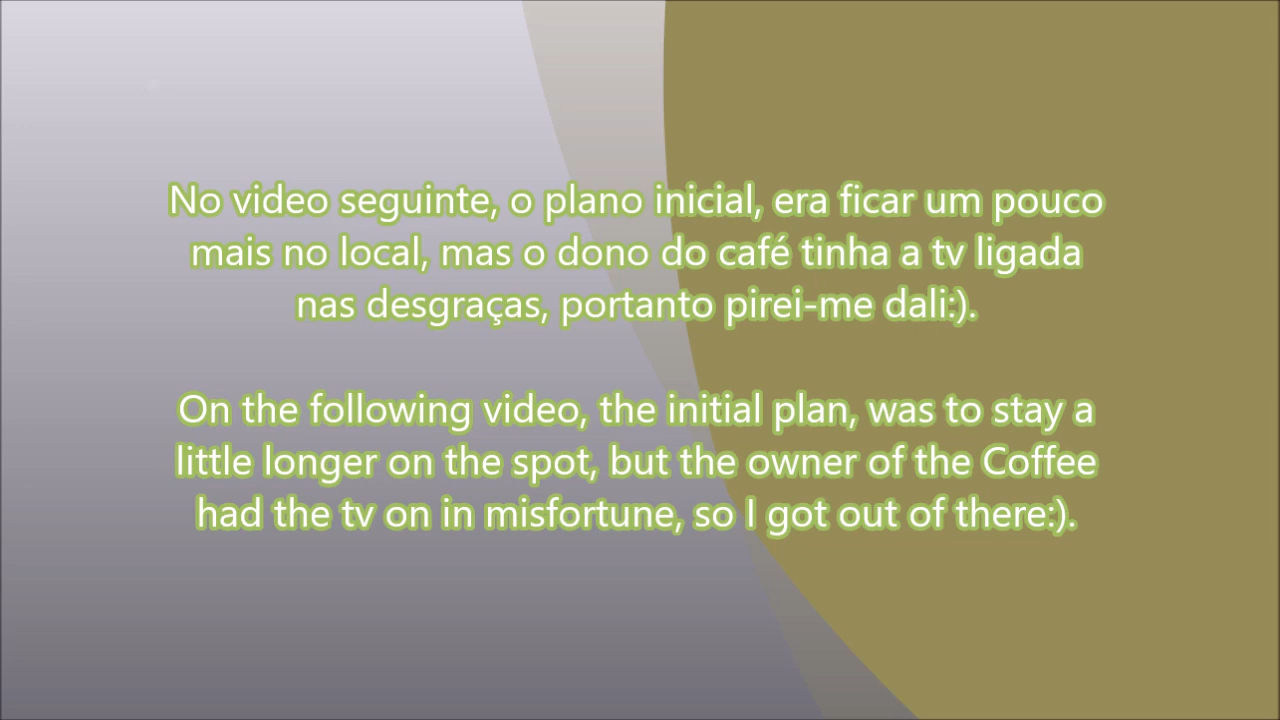 No video seguinte, o plano inicial, era ficar um pouco
mais no local, mas o dono do café tinha a tv ligada
nas desgraças, portanto pirei-me dali:).
On the following video, the initial plan, was to stay a
little longer on the spot, but the owner of the Coffee
had the tv on in misfortune, so I got out of there:).